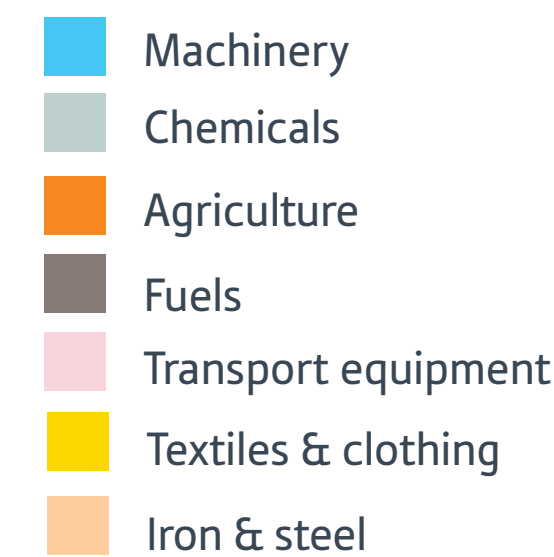 Machinery
Chemicals
Agriculture
Fuels
Transport equipment
Textiles & clothing
Iron & steel